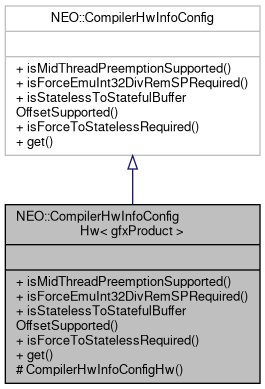 NEO::CompilerHwInfoConfig
+ isMidThreadPreemptionSupported()
+ isForceEmuInt32DivRemSPRequired()
+ isStatelessToStatefulBuffer
OffsetSupported()
+ isForceToStatelessRequired()
+ get()
NEO::CompilerHwInfoConfig
Hw< gfxProduct >
+ isMidThreadPreemptionSupported()
+ isForceEmuInt32DivRemSPRequired()
+ isStatelessToStatefulBuffer
OffsetSupported()
+ isForceToStatelessRequired()
+ get()
# CompilerHwInfoConfigHw()